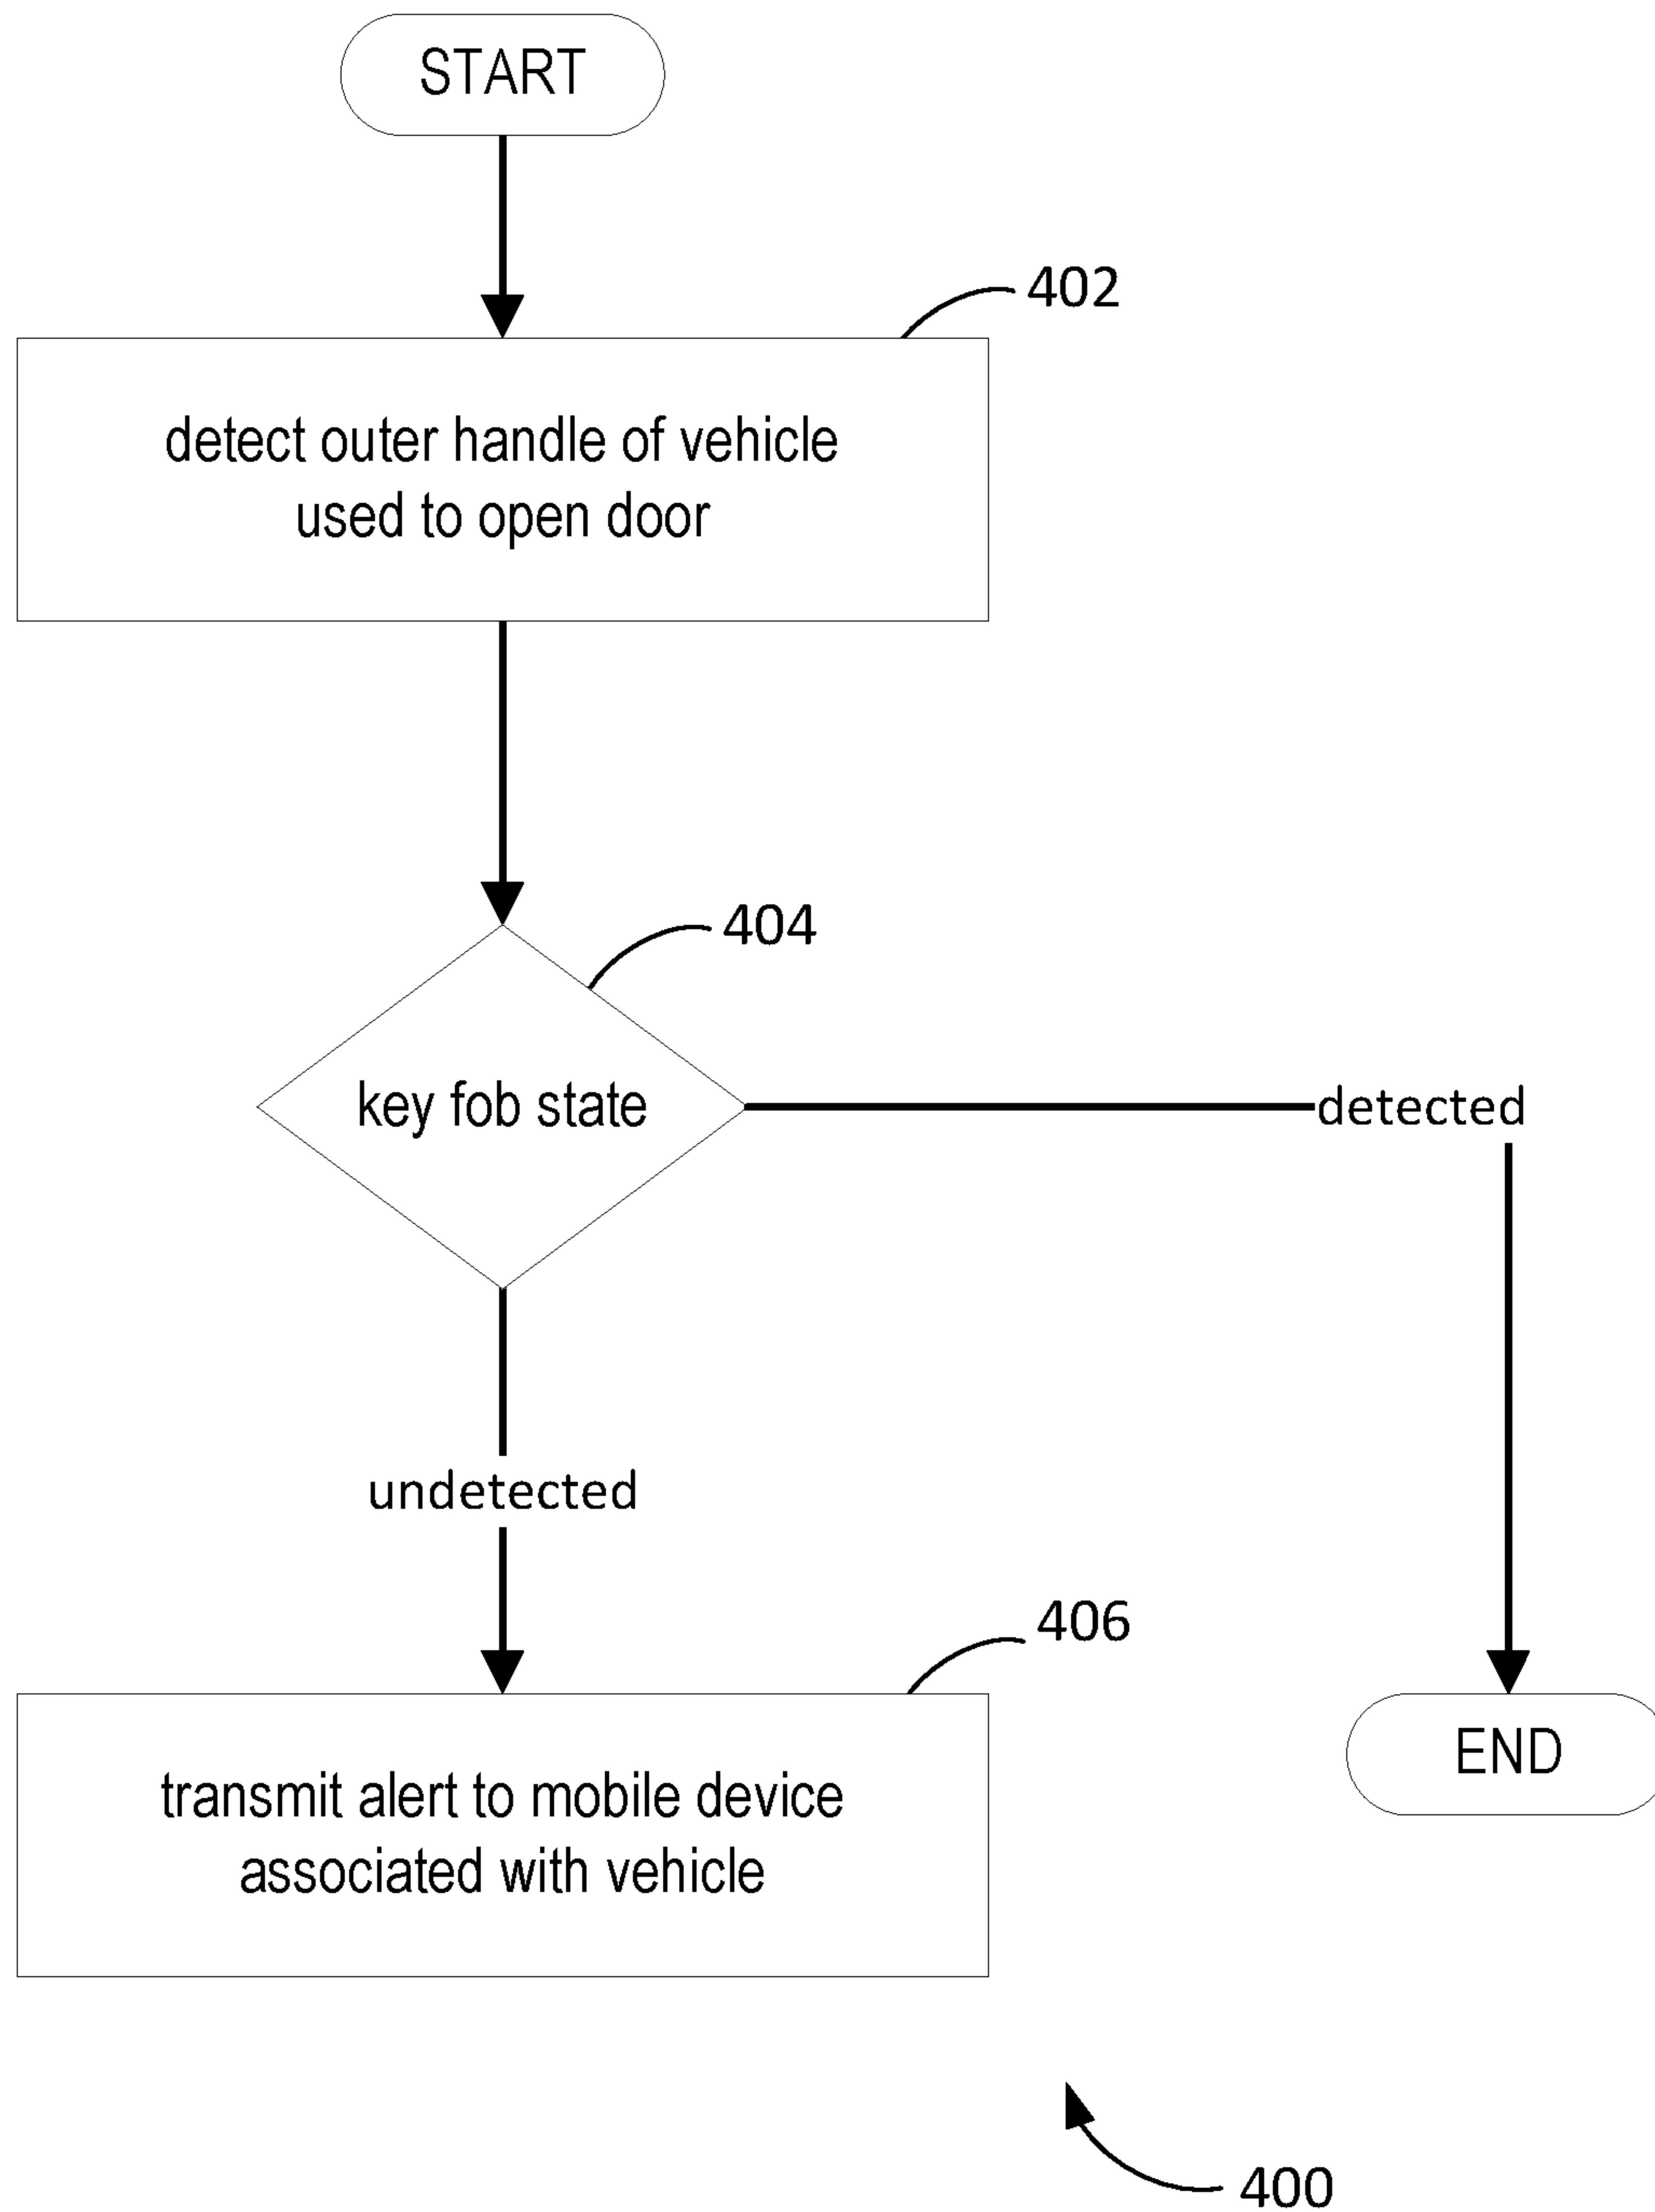 START
402
detect outer handle of vehicle
used to open door
404
key fob state
detected
undetected
406
transmit alert to mobile device
associated with vehicle
END
400